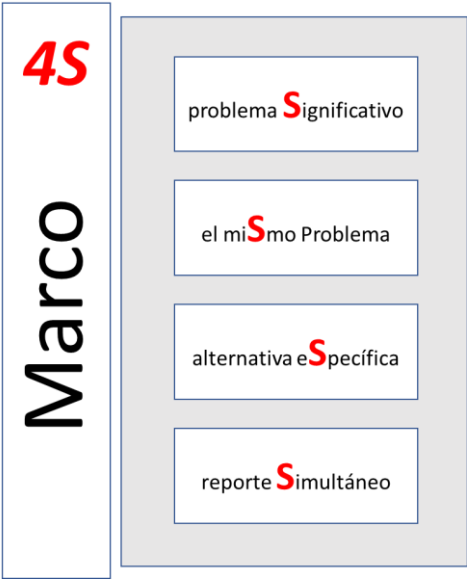 4S
Marco
problema Significativo
el miSmo Problema
alternativa eSpecífica
reporte Simultáneo